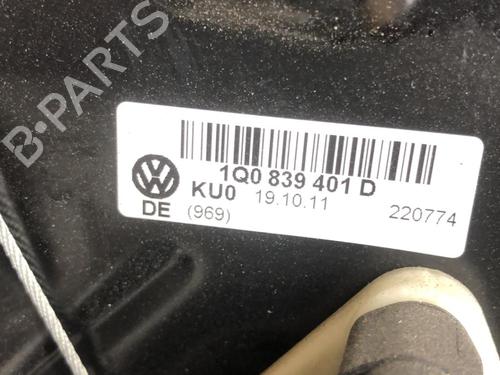 B-PARTS
1Q0 839 401 D
KU0 19.10.11
DE (969) 220774